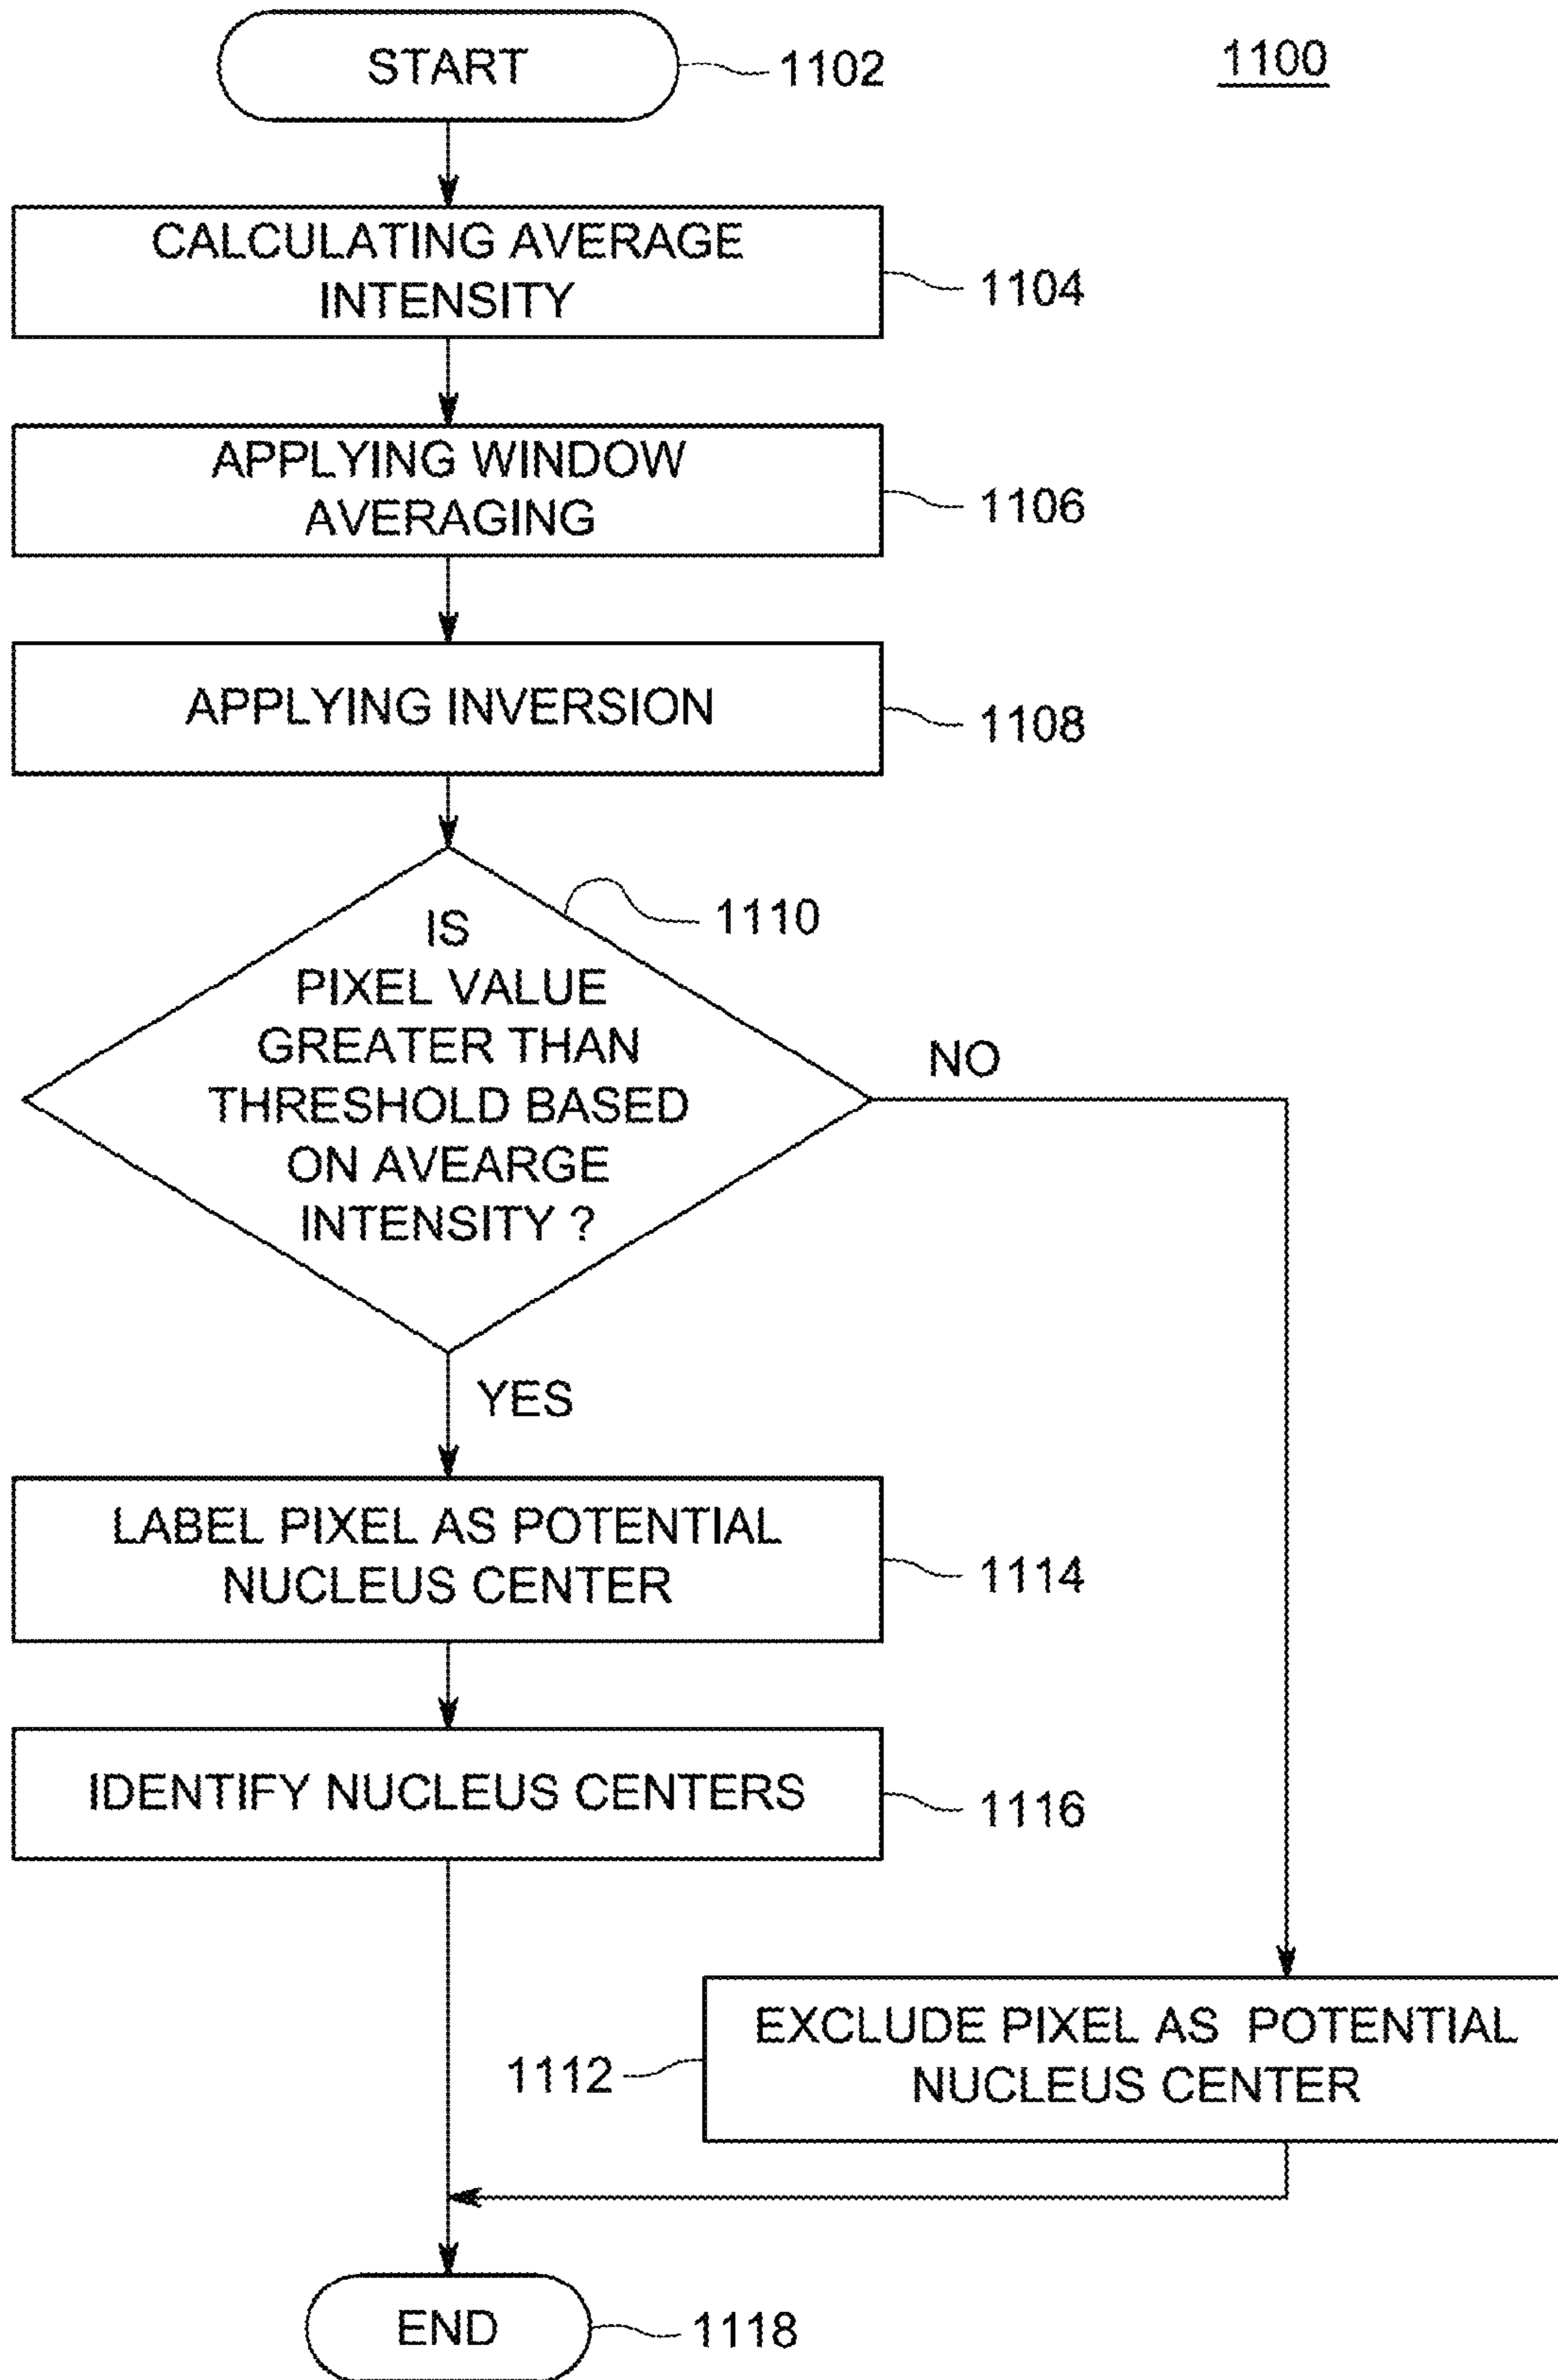 START
1102
1100
CALCULATING AVERAGE
INTENSITY
1104
APPLYING WINDOW
AVERAGING
1106
APPLYING INVERSION
1108
IS
PIXEL VALUE
GREATER THAN
THRESHOLD BASED
ON AVEARGE
INTENSITY ?
1110
NO
YES
LABEL PIXEL AS POTENTIAL
NUCLEUS CENTER
1114
IDENTIFY NUCLEUS CENTERS
1116
EXCLUDE PIXEL AS POTENTIAL
NUCLEUS CENTER
1112
END
1118